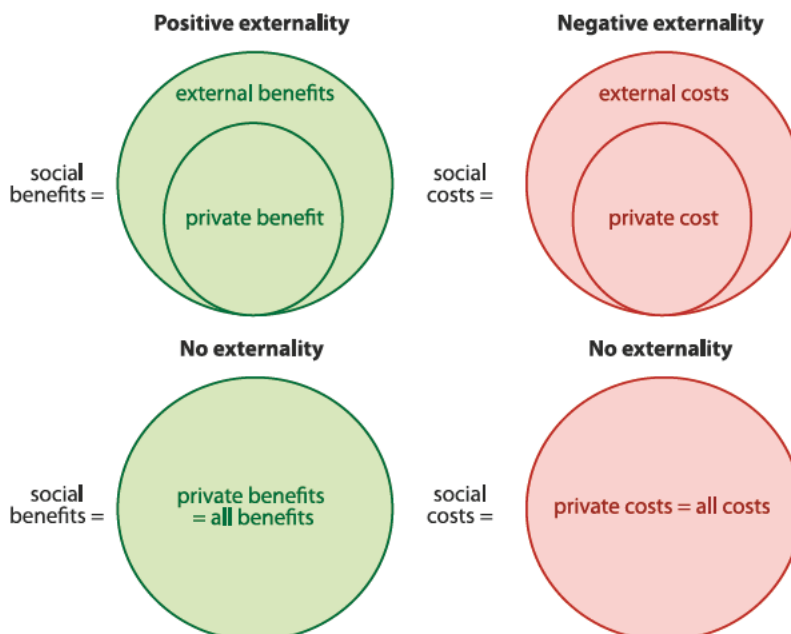 Positive externality
Negative externality
external benefits
external costs
social
benefits =
private benefit
social
costs =
private cost
No externality
No externality
social
benefits =
private benefits
= all benefits
social
costs =
private costs = all costs